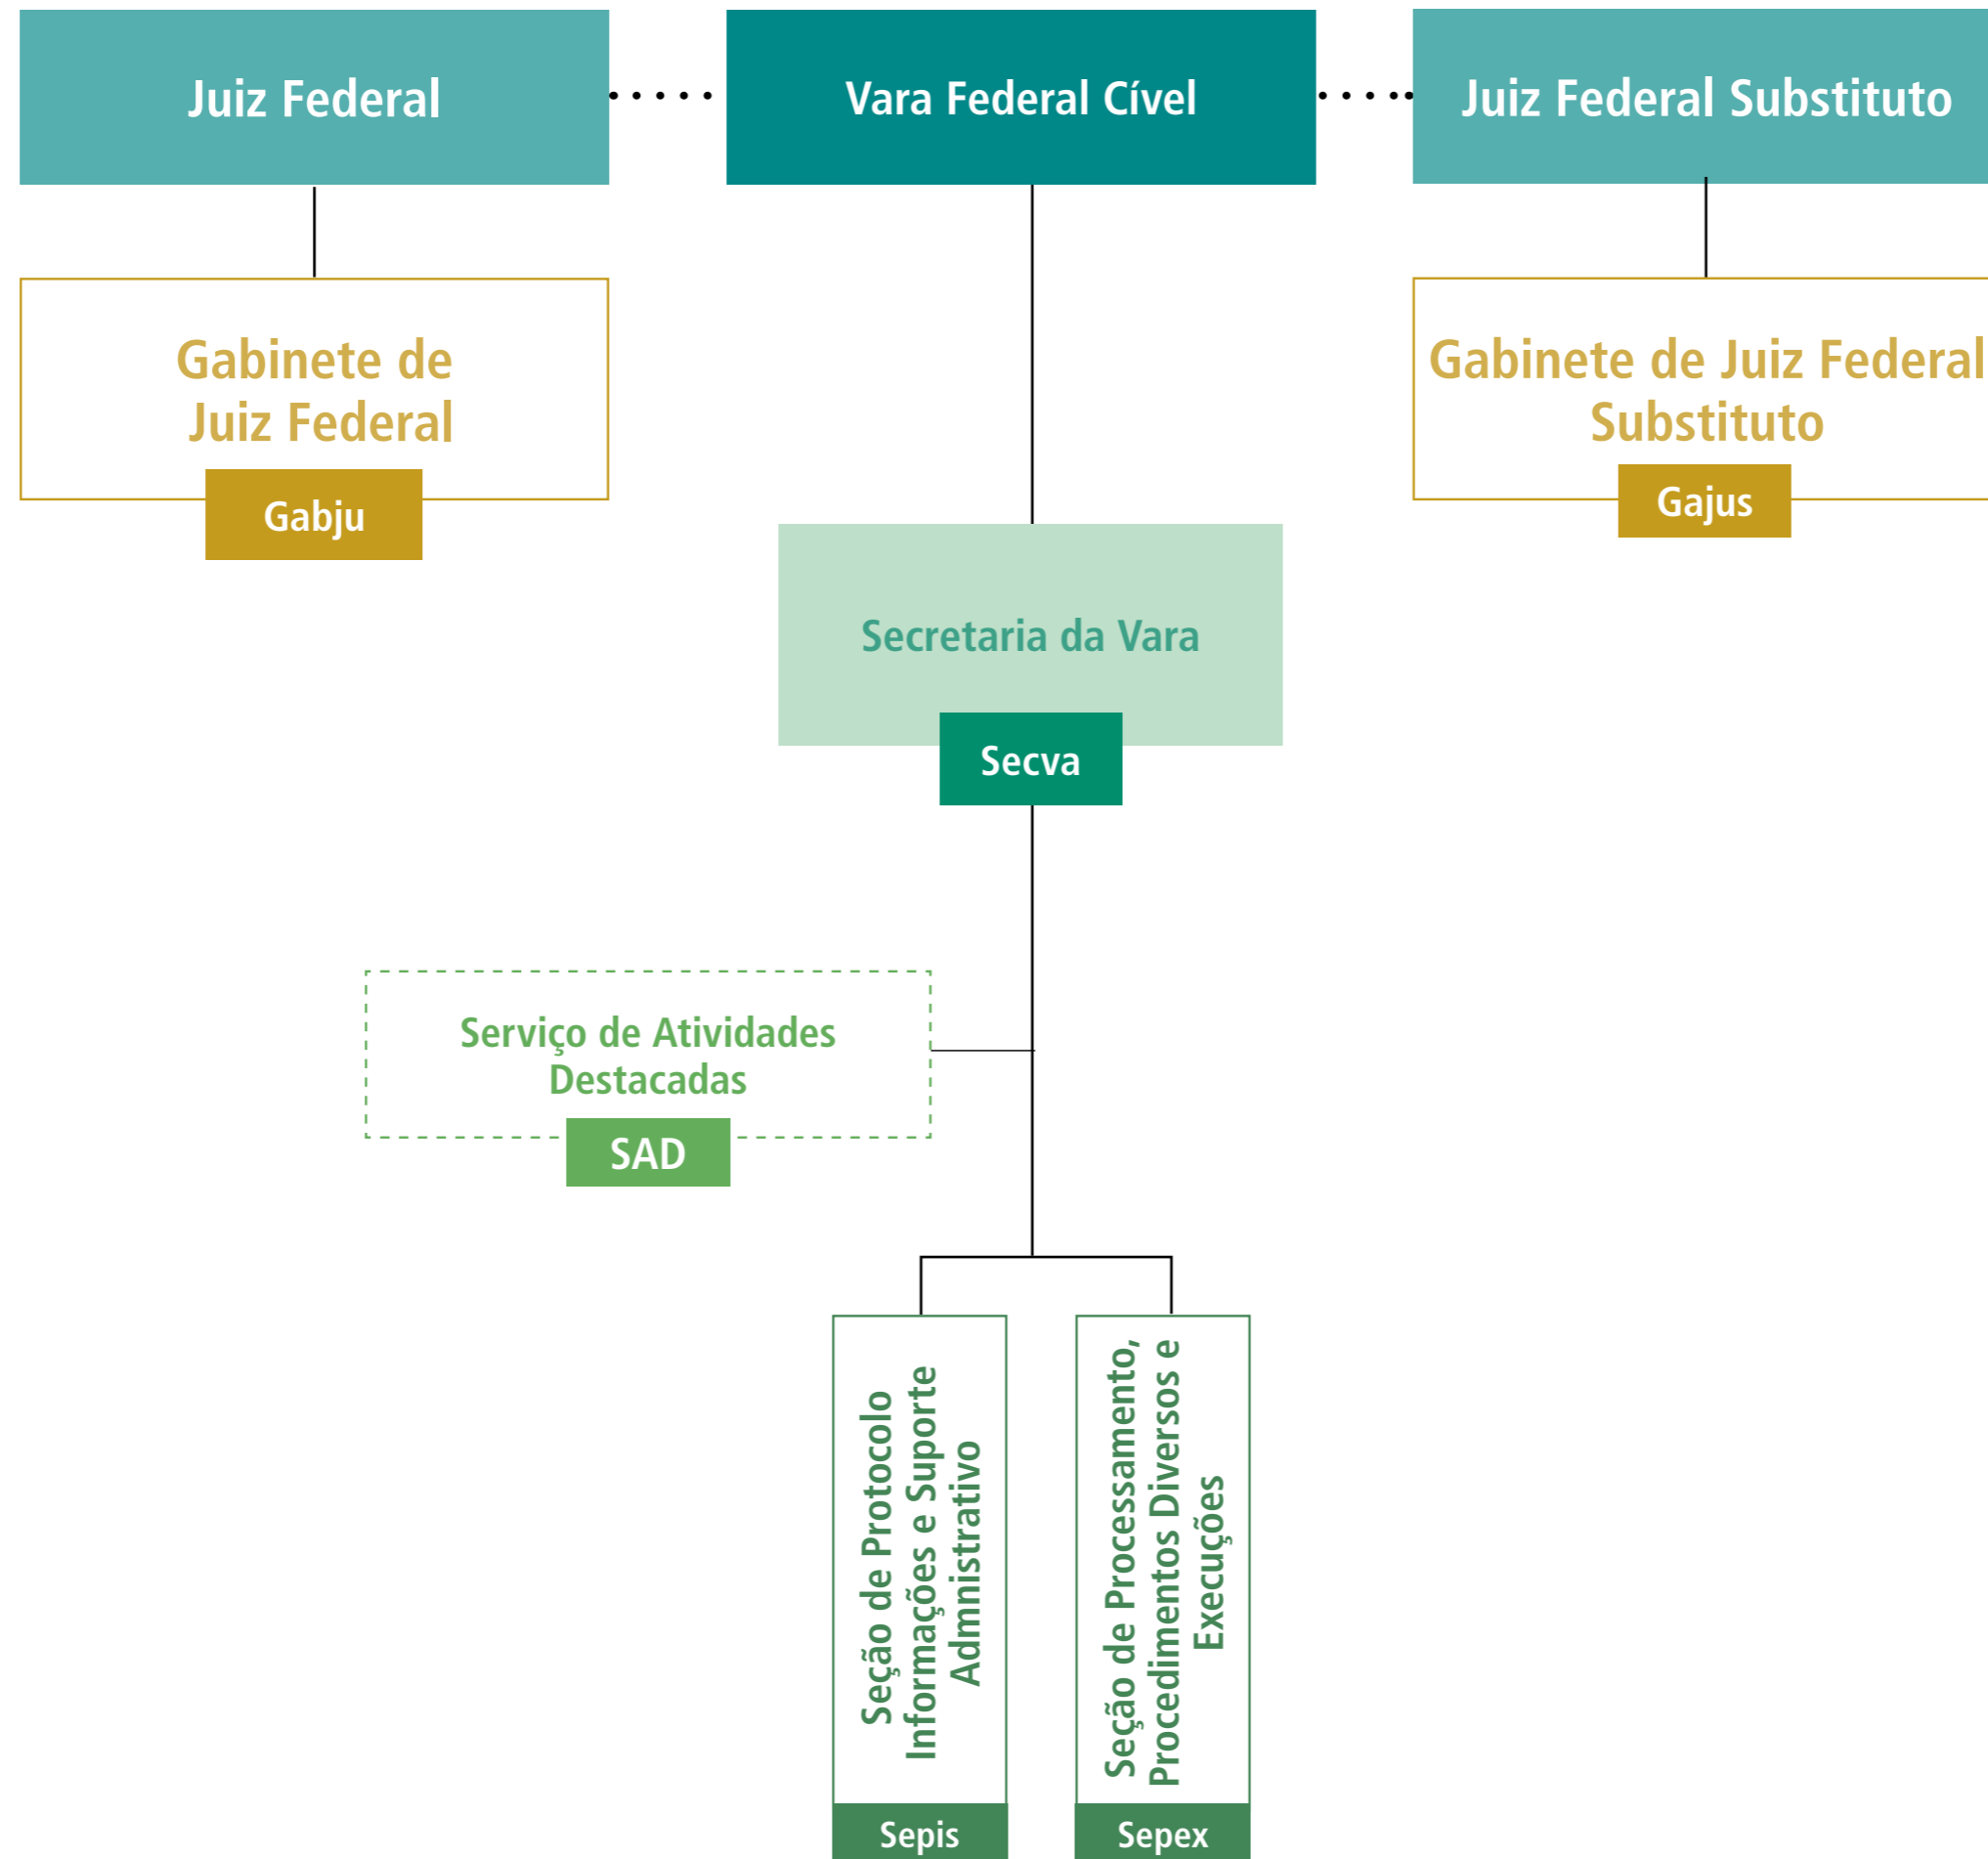 Juiz Federal
Vara Federal Cível
Juiz Federal Substituto
Gabinete de
Juiz Federal
Gabju
Gabinete de Juiz Federal
Substituto
Gajus
Secretaria da Vara
Secva
Serviço de Atividades
Destacadas
SAD
Seção de Protocolo
Informações e Suporte
Admnistrativo
Sepis
Seção de Processamento,
Procedimentos Diversos e
Execuções
Sepex